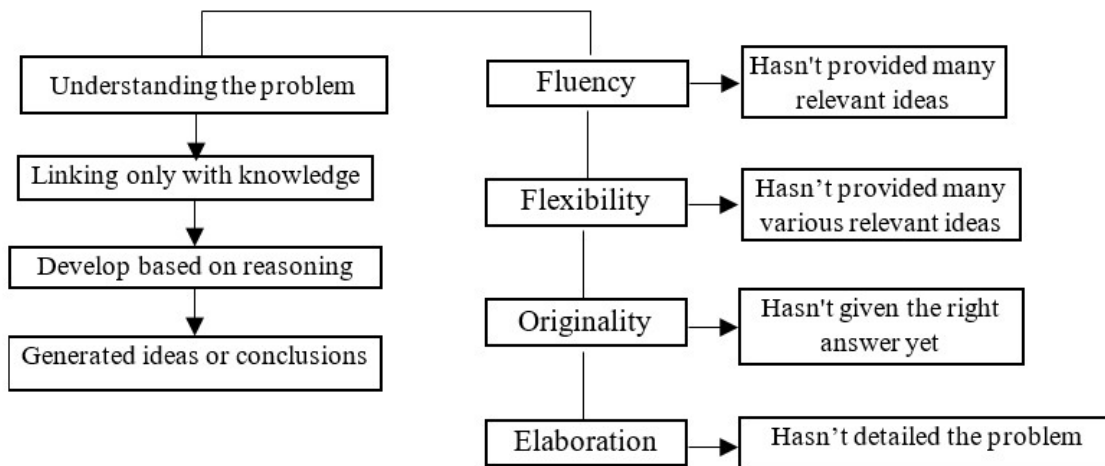 Understanding the problem
Linking only with knowledge
Develop based on reasoning
Generated ideas or conclusions
Fluency
Hasn't provided many
relevant ideas
Flexibility
Hasn’t provided many
various relevant ideas
Originality
Hasn't given the right
answer yet
Elaboration
Hasn’t detailed the problem